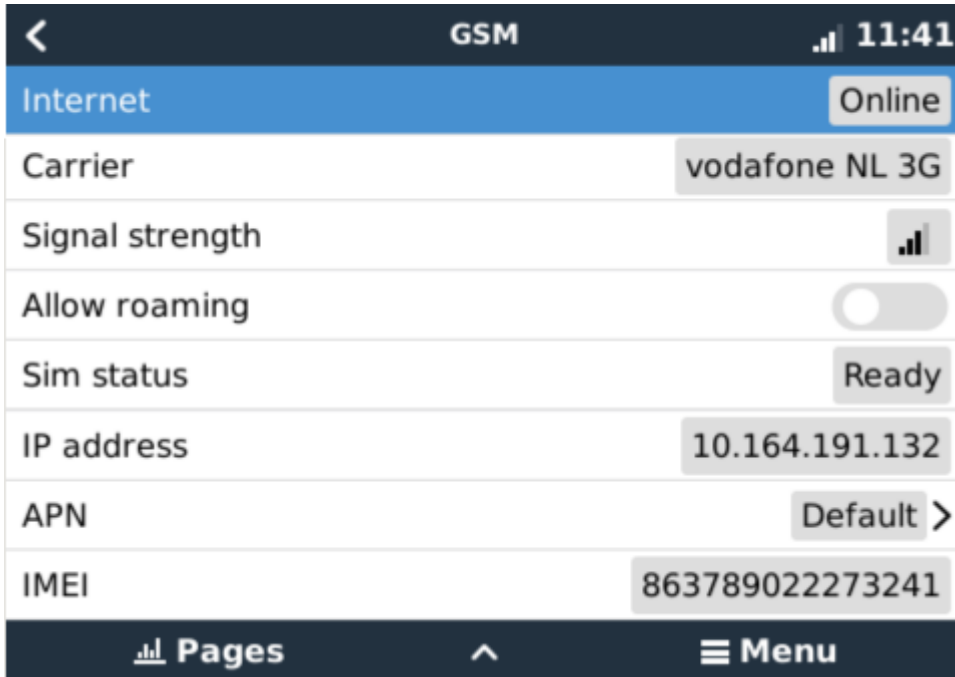 GSM 11:41
Internet Online
Carrier vodafone NL 3G
Signal strength
Allow roaming
Sim status Ready
IP address 10.164.191.132
APN Default
IMEI 863789022273241
Pages Menu